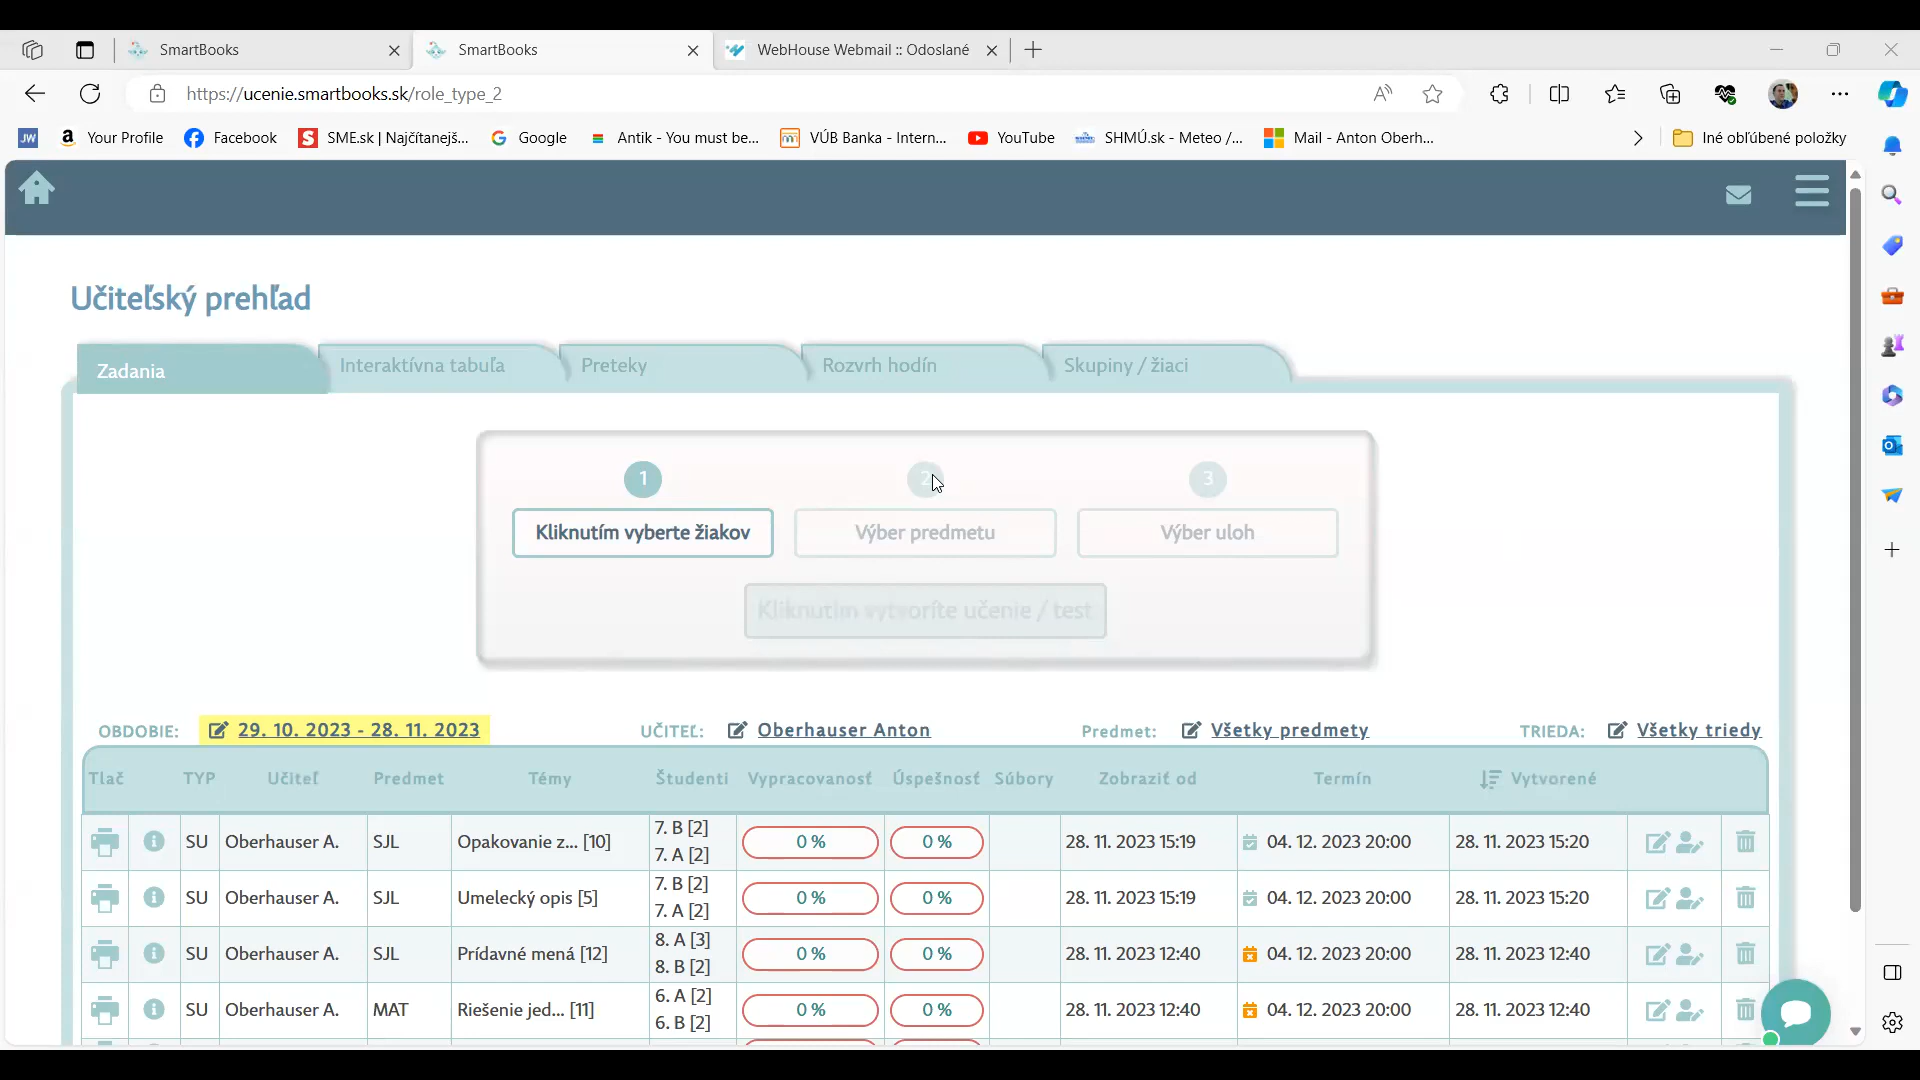 SmartBooks
SmartBooks
WebHouse Webmail :: Odoslané
https://ucenie.smartbooks.sk/role_type_2
JW
Your Profile
Facebook
SME.sk | Najčítanejš...
Google
Antik - You must be...
VÚB Banka - Intern...
YouTube
SHMÚ.sk - Meteo /...
Mail - Anton Oberh...
Iné obľúbené položky
Učiteľský prehľad
Zadania
Interaktívna tabuľa
Preteky
Rozvrh hodín
Skupiny / žiaci
1
2
3
Kliknutím vyberte žiakov
Výber predmetu
Výber uloh
Kliknutím vytvoríte učenie / test
OBDOBIE: 29. 10. 2023 - 28. 11. 2023
UČITEĽ: Oberhauser Anton
Predmet: Všetky predmety
TRIEDA: Všetky triedy
Tlač TYP Učiteľ Predmet Témy Študenti Vypracovanosť Úspešnosť Súbory Zobraziť od Termín Vytvorené
SU Oberhauser A. SJL Opakovanie z... [10] 7. B [2] 0 % 0 % 28. 11. 2023 15:19 04. 12. 2023 20:00 28. 11. 2023 15:20
7. A [2]
SU Oberhauser A. SJL Umelecký opis [5] 7. B [2] 0 % 0 % 28. 11. 2023 15:19 04. 12. 2023 20:00 28. 11. 2023 15:20
7. A [2]
SU Oberhauser A. SJL Prídavné mená [12] 8. A [3] 0 % 0 % 28. 11. 2023 12:40 04. 12. 2023 20:00 28. 11. 2023 12:40
8. B [2]
SU Oberhauser A. MAT Riešenie jed... [11] 6. A [2] 0 % 0 % 28. 11. 2023 12:40 04. 12. 2023 20:00 28. 11. 2023 12:40
6. B [2]